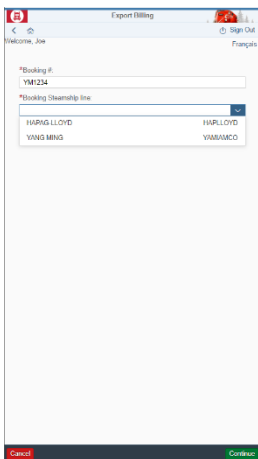 Export Billing
Sign Out
Welcome, Joe
Français
*Booking #:
YM1234
*Booking Steamship line:
HAPAG LLOYD HAPLLOYD
YANG MING YAMIAMCO
Cancel Continue